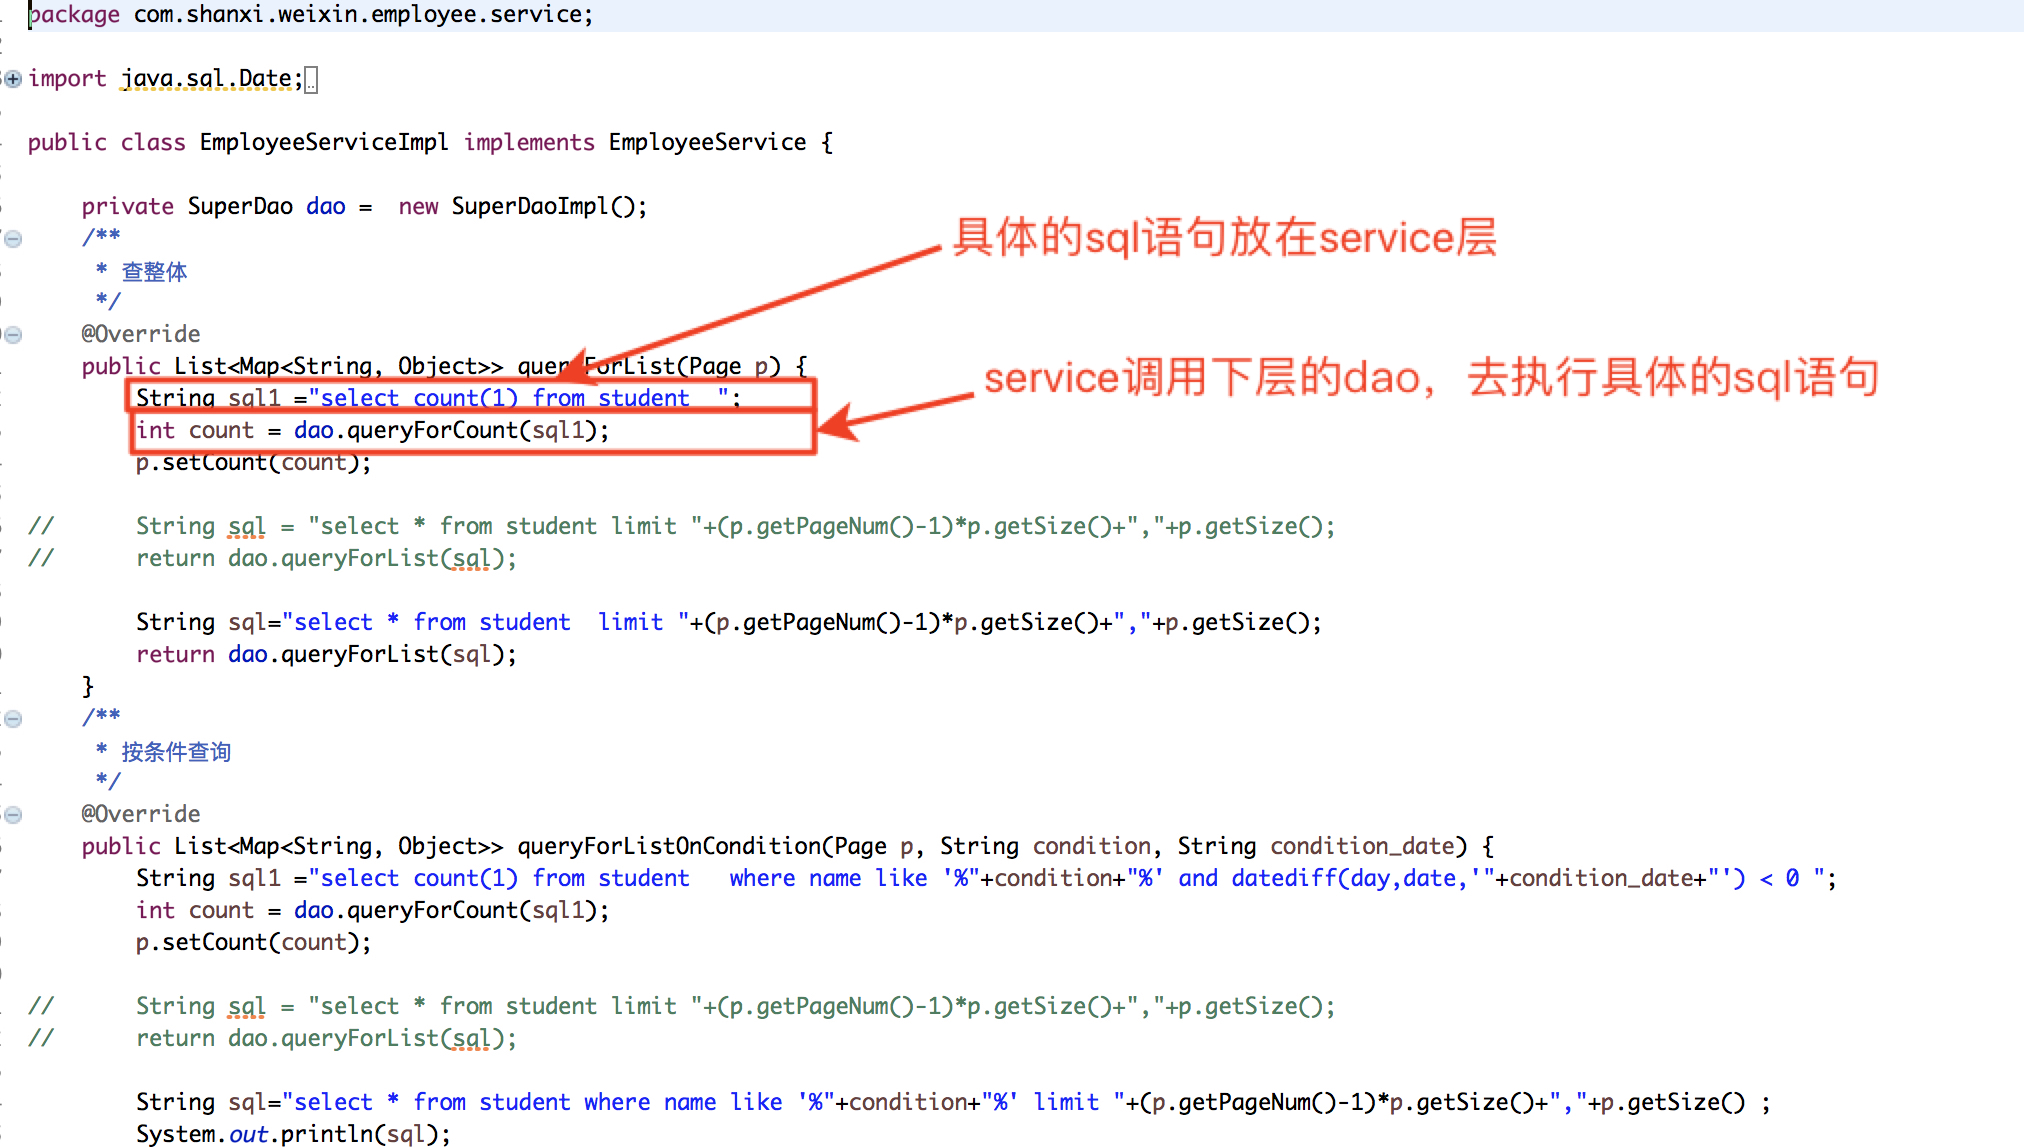 package com.shanxi.weixin.employee.service;
import java.sql.Date;
public class EmployeeServiceImpl implements EmployeeService {
private SuperDao dao =  new SuperDaoImpl();
/**
具体的sql语句放在service层
* 查整体
*/
@Override
public List<Map<String, Object>> queryForList(Page p) {
service调用下层的dao，去执行具体的sql语句
String sql1 ="select count(1) from student  ";
int count = dao.queryForCount(sql1);
p.setCount(count);
//      String sql = "select * from student limit "+(p.getPageNum()-1)*p.getSize()+","+p.getSize();
//      return dao.queryForList(sql);
String sql="select * from student  limit "+(p.getPageNum()-1)*p.getSize()+","+p.getSize();
return dao.queryForList(sql);
}
/**
* 按条件查询
*/
@Override
public List<Map<String, Object>> queryForListOnCondition(Page p, String condition, String condition_date) {
String sql1 ="select count(1) from student   where name like '%"+condition+"%' and datediff(day,date,'"+condition_date+"') < 0 ";
int count = dao.queryForCount(sql1);
p.setCount(count);
//      String sql = "select * from student limit "+(p.getPageNum()-1)*p.getSize()+","+p.getSize();
//      return dao.queryForList(sql);
String sql="select * from student where name like '%"+condition+"%' limit "+(p.getPageNum()-1)*p.getSize()+","+p.getSize() ;
System.out.println(sql);